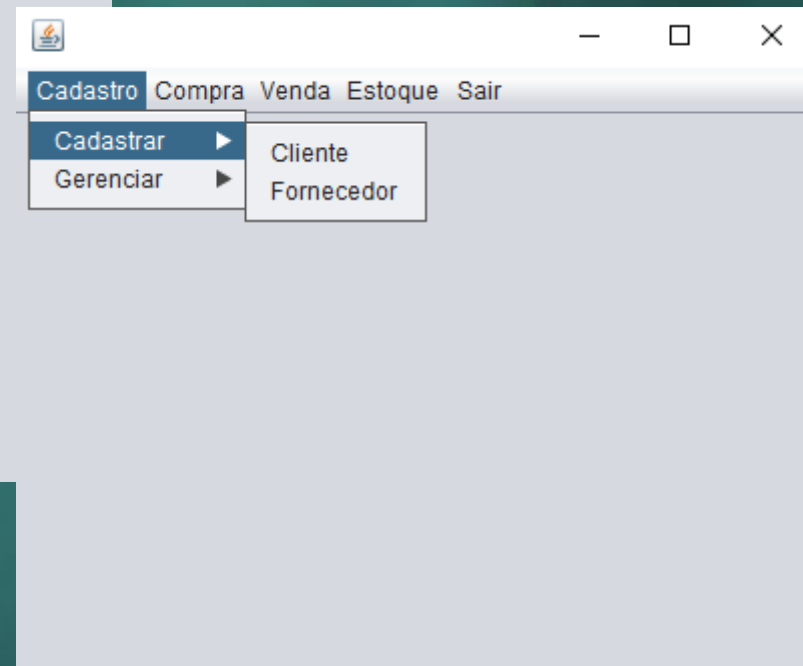 Cadastro Compra Venda Estoque Sair
Cadastrar
Gerenciar
Cliente
Fornecedor